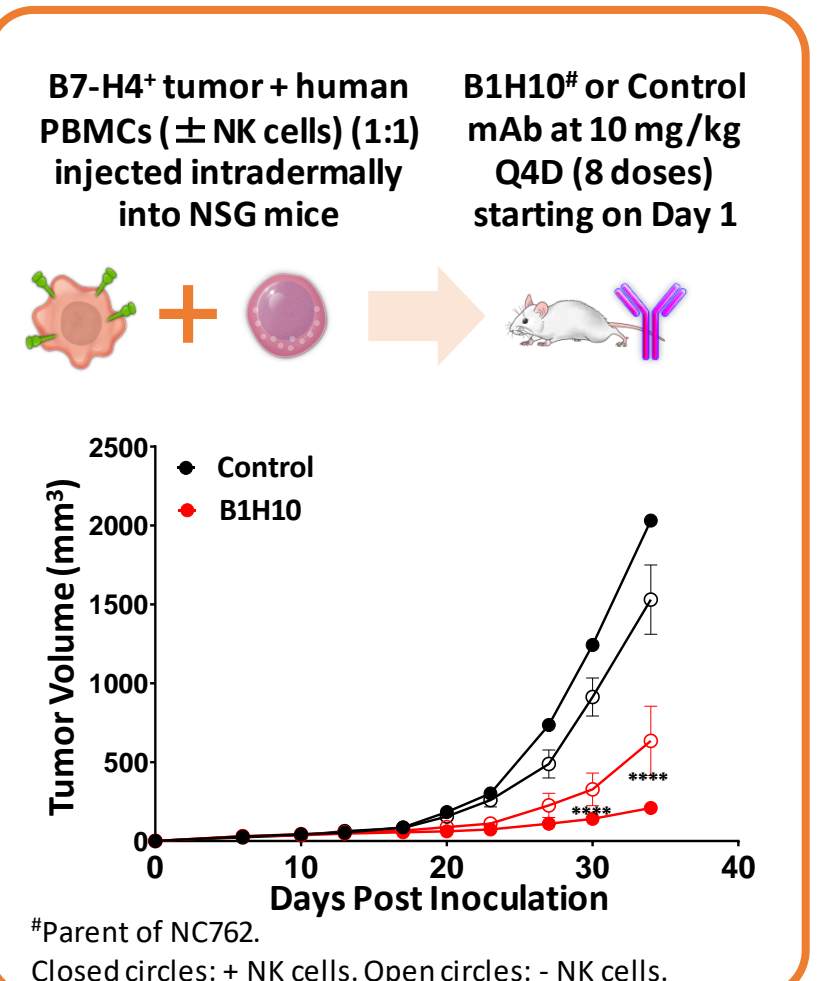 B7-H4⁺ tumor + human
PBMCs (± NK cells) (1:1)
injected intradermally
into NSG mice
B1H10# or Control
mAb at 10 mg/kg
Q4D (8 doses)
starting on Day 1
Tumor Volume (mm³)
2500
2000
1500
1000
500
0
Control
B1H10
****
****
0 10 20 30 40
Days Post Inoculation
#Parent of NC762.
Closed circles: + NK cells. Open circles: - NK cells.